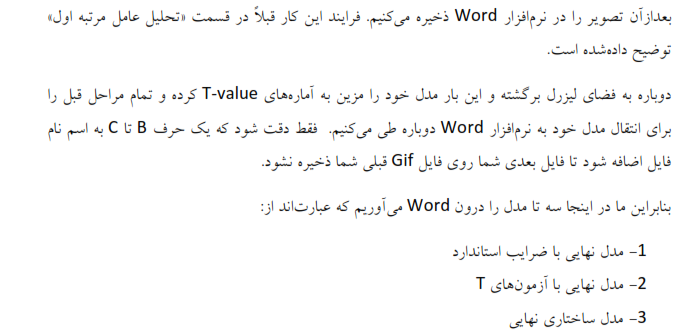 بعدازآن تصویر را در نرم‌افزار Word ذخیره می‌کنیم. فرایند این کار قبلاً در قسمت «تحلیل عامل مرتبه اول»
توضیح داده‌شده است.
دوباره به فضای لیزرل برگشته و این بار مدل خود را مزین به آماره‌های T-value کرده و تمام مراحل قبل را
برای انتقال مدل خود به نرم‌افزار Word دوباره طی می‌کنیم. فقط دقت شود که یک حرف B تا C به اسم نام
فایل اضافه شود تا فایل بعدی شما روی فایل Gif قبلی شما ذخیره نشود.
بنابراین ما در اینجا سه تا مدل را درون Word می‌آوریم که عبارت‌اند از:
1- مدل نهایی با ضرایب استاندارد
2- مدل نهایی با آزمون‌های T
3- مدل ساختاری نهایی